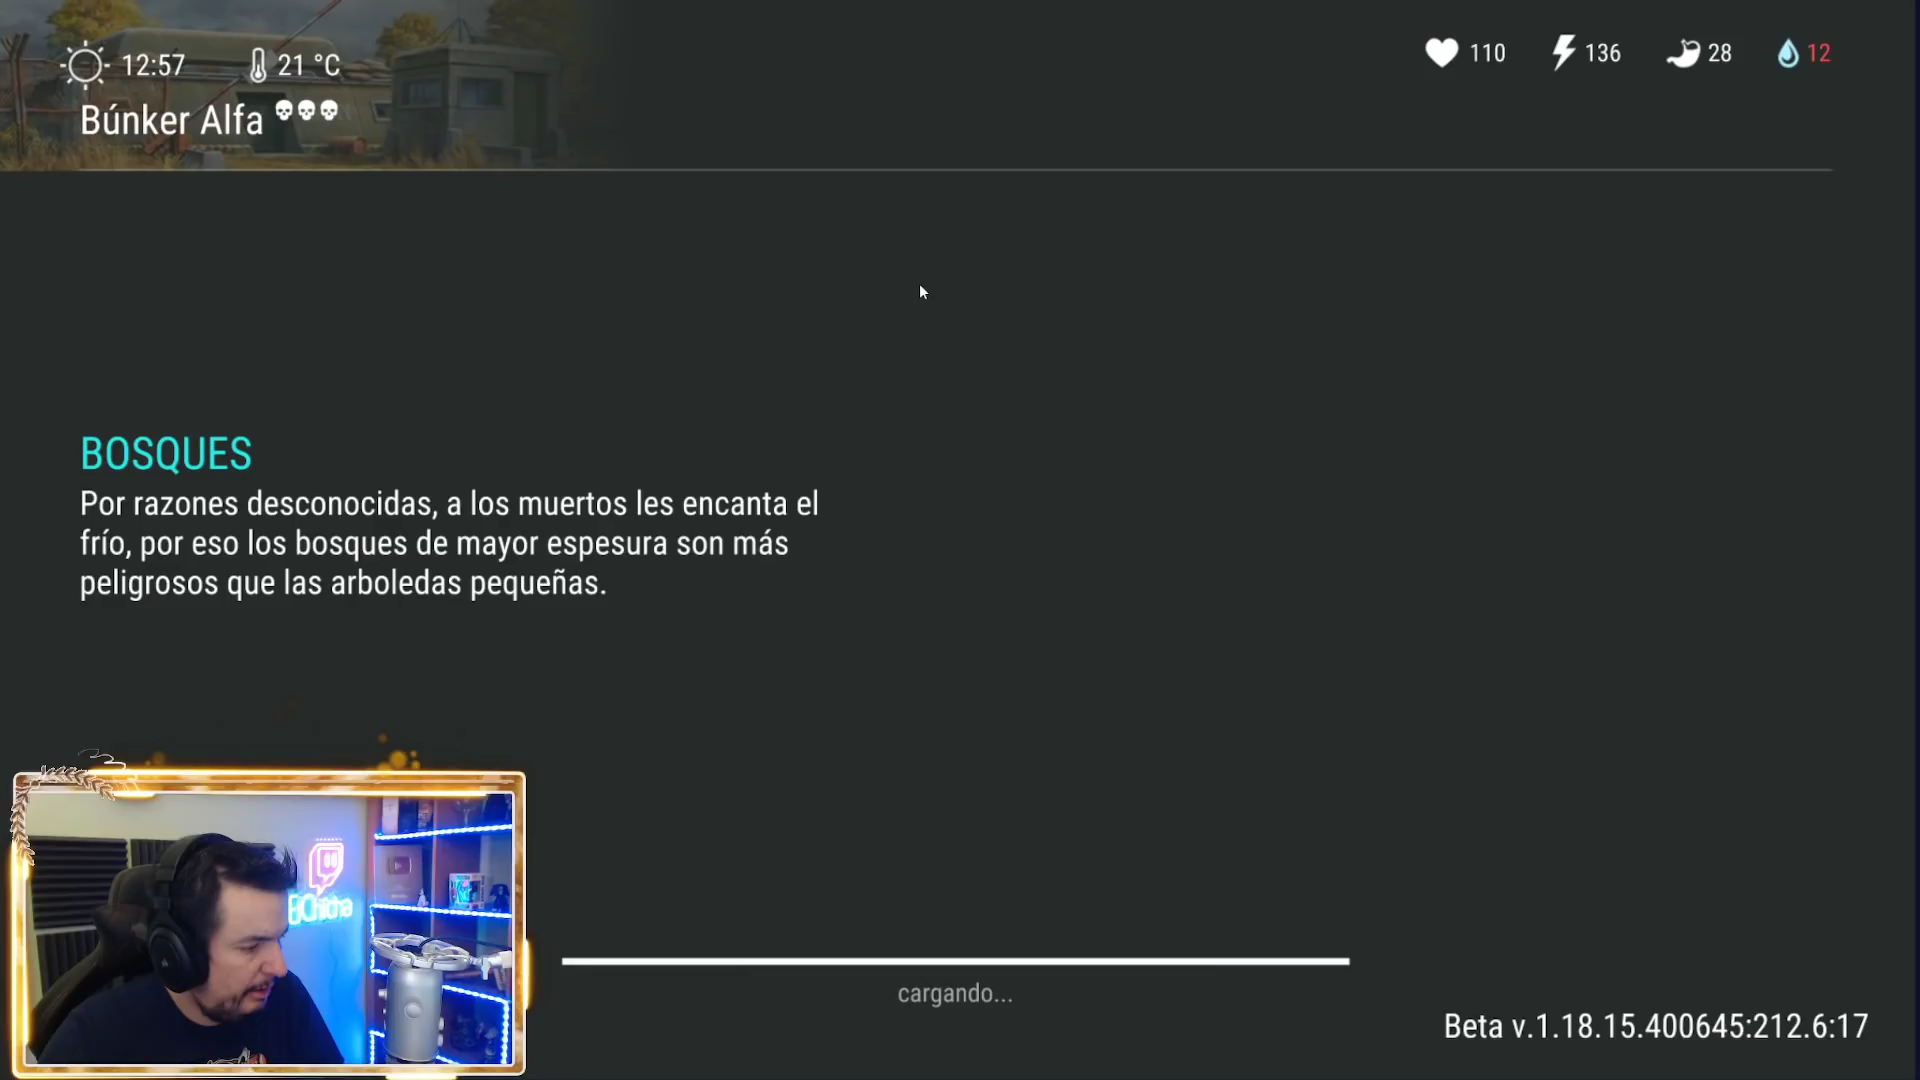 12:57
21 °C
110
136
28
12
Búnker Alfa
BOSQUES
Por razones desconocidas, a los muertos les encanta el
frío, por eso los bosques de mayor espesura son más
peligrosos que las arboledas pequeñas.
ElChicha
cargando...
Beta v.1.18.15.400645:212.6:17